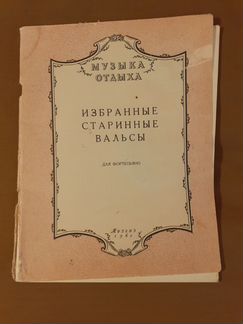 МУЗЫКА
ОТДЫХА
ИЗБРАННЫЕ
СТАРИННЫЕ
ВАЛЬСЫ
ДЛЯ ФОРТЕПИАНО